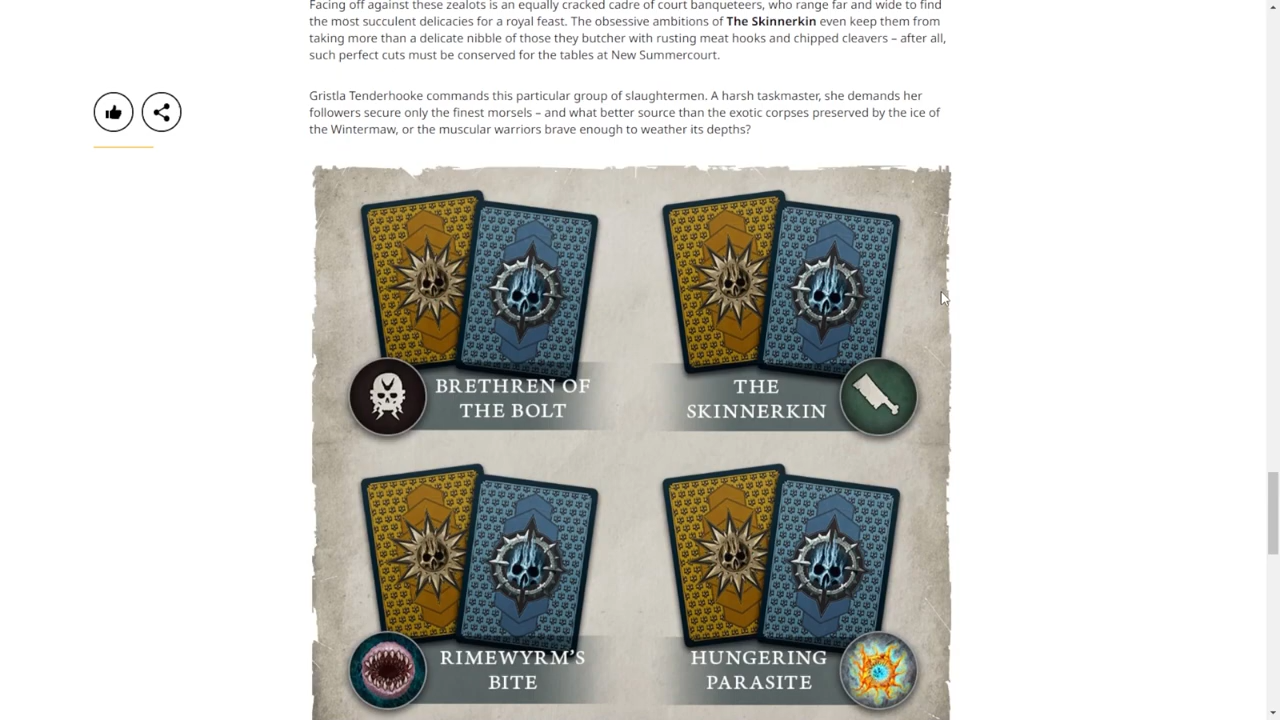 Facing off against these zealots is an equally cracked cadre of court banqueteers, who range far and wide to find
the most succulent delicacies for a royal feast. The obsessive ambitions of The Skinnerkin even keep them from
taking more than a delicate nibble of those they butcher with rusting meat hooks and chipped cleavers – after all,
such perfect cuts must be conserved for the tables at New Summercourt.
Gristla Tenderhooke commands this particular group of slaughtermen. A harsh taskmaster, she demands her
followers secure only the finest morsels – and what better source than the exotic corpses preserved by the ice of
the Wintermaw, or the muscular warriors brave enough to weather its depths?
BRETHREN OF
THE BOLT
THE
SKINNERKIN
RIMEWYRM'S
BITE
HUNGERING
PARASITE